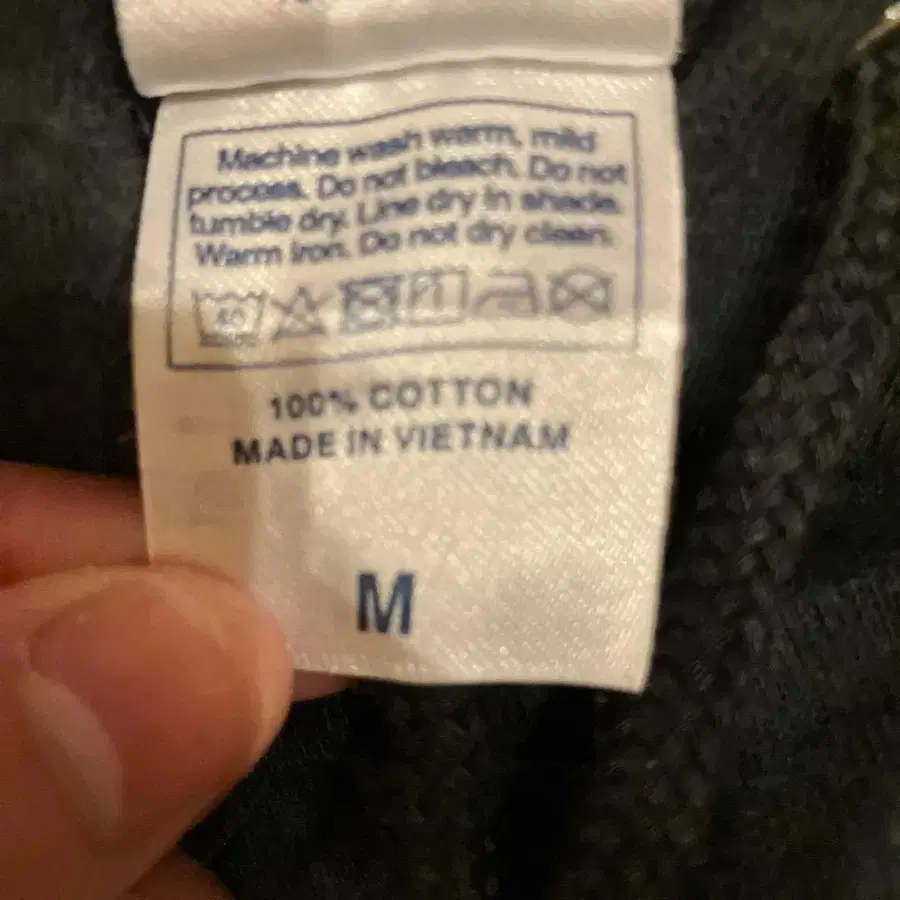 Machine wash warm, mild
process. Do not bleach. Do not
tumble dry. Line dry in shade.
Warm iron. Do not dry clean.
40
100% COTTON
MADE IN VIETNAM
M